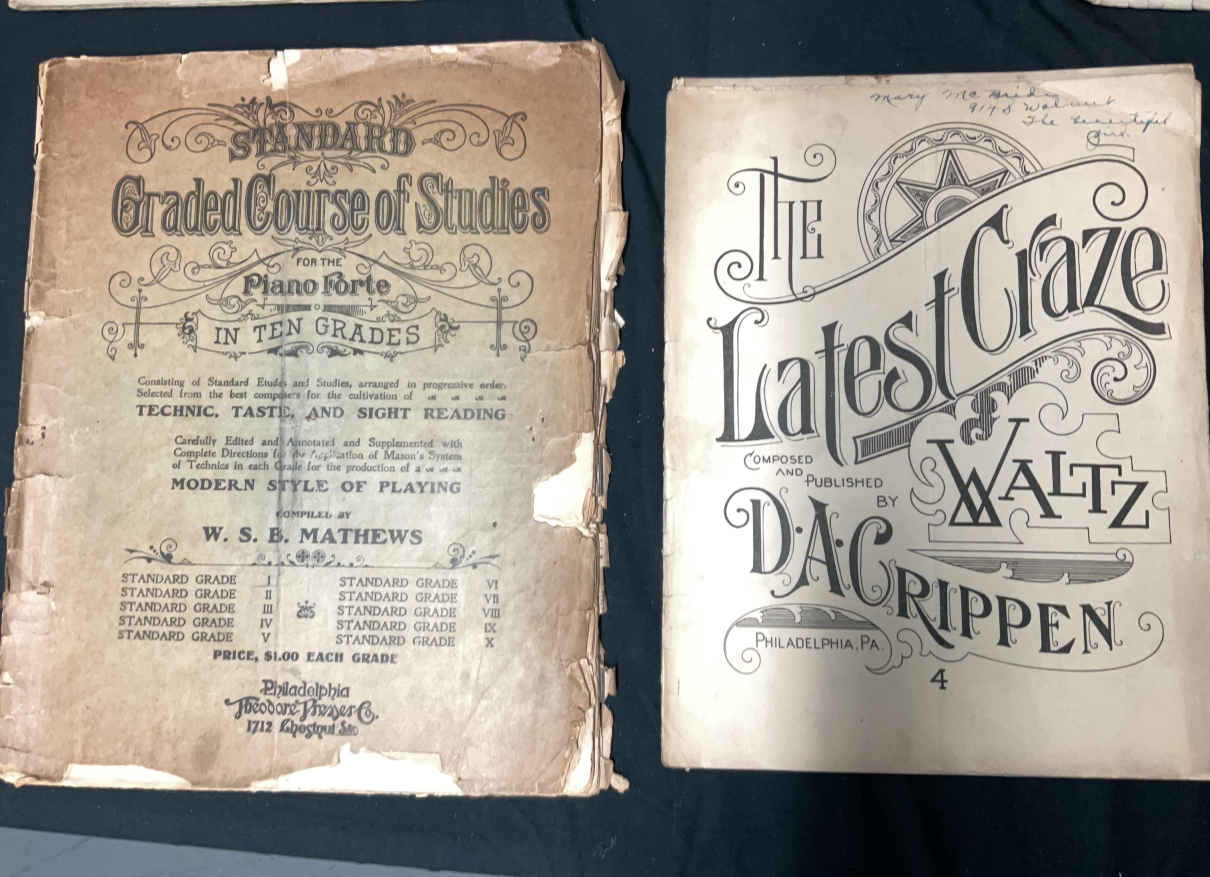 STANDARD
Graded Course of Studies
FOR THE
Piano Forte
IN TEN GRADES
Consisting of Standard Etudes and Studies, arranged in progressive order.
Selected from the best composers for the cultivation of
TECHNIC, TASTE, AND SIGHT READING
Carefully Edited and Annotated and Supplemented with
Complete Directions for the Application of Mason's System
of Technics in each Grade for the production of a
MODERN STYLE OF PLAYING
COMPILED BY
W. S. B. MATHEWS
STANDARD GRADE I
STANDARD GRADE II
STANDARD GRADE III
STANDARD GRADE IV
STANDARD GRADE V
STANDARD GRADE VI
STANDARD GRADE VII
STANDARD GRADE VIII
STANDARD GRADE IX
STANDARD GRADE X
PRICE, $1.00 EACH GRADE
Philadelphia
Theodore Presser Co.
1712 Chestnut Str.
Mary
Walnut
The beautiful
The
Latest Craze
WALTZ
COMPOSED
AND
PUBLISHED
BY
D.A.CRIPPEN
PHILADELPHIA, PA.
4